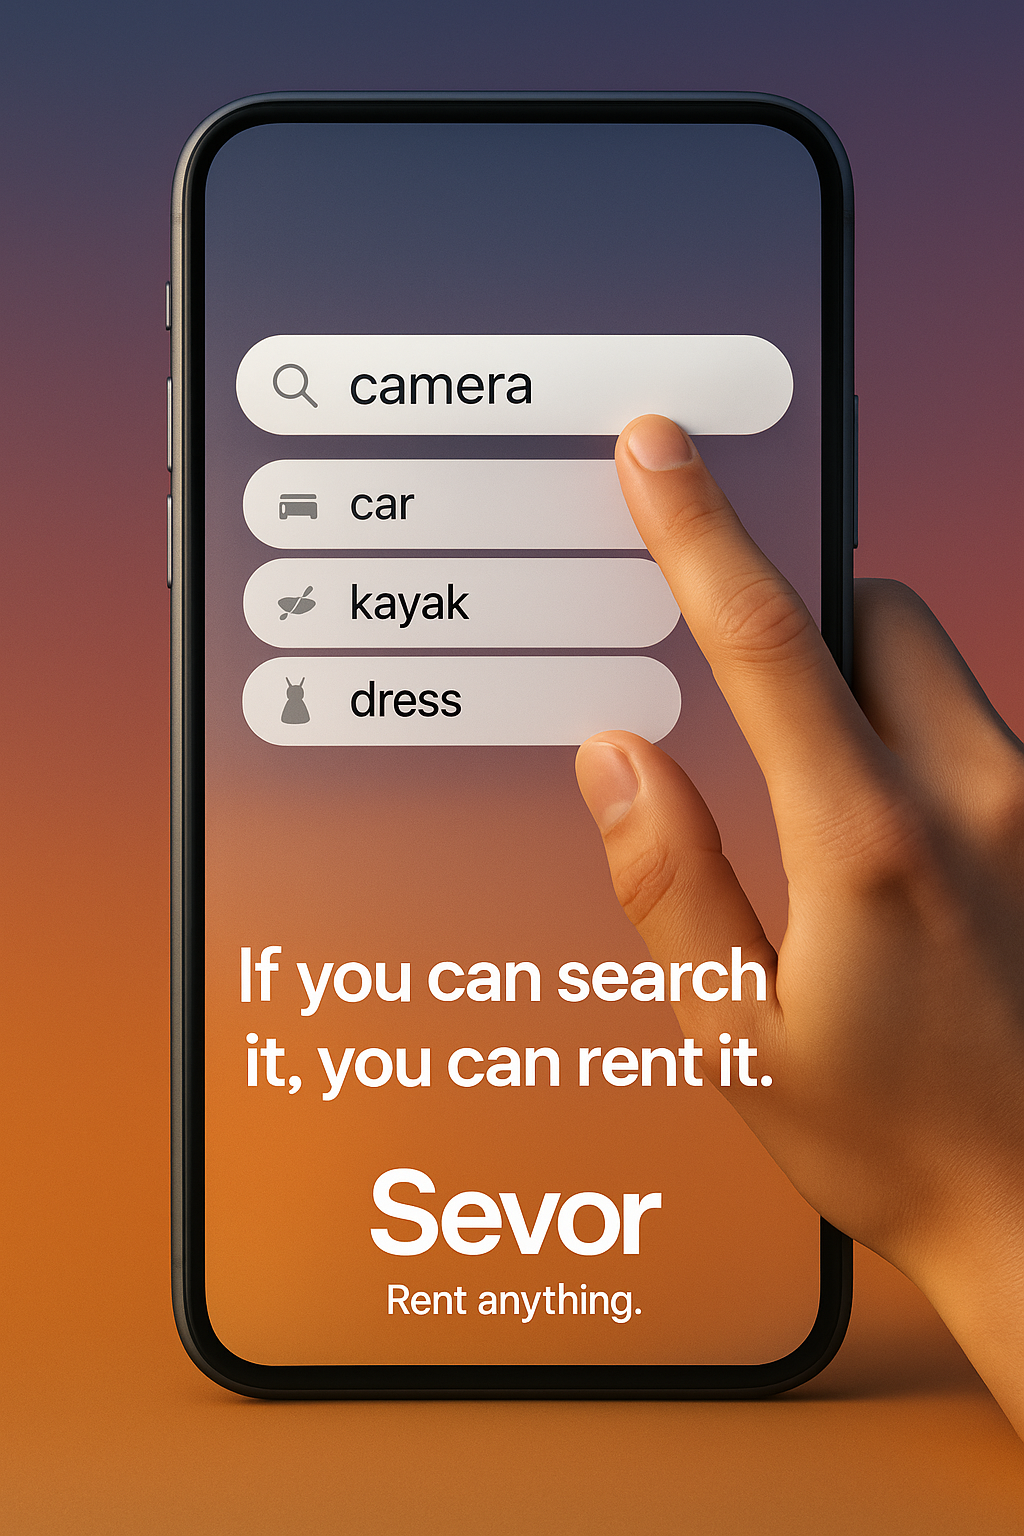 camera
car
kayak
dress
If you can search
it, you can rent it.
Sevor
Rent anything.